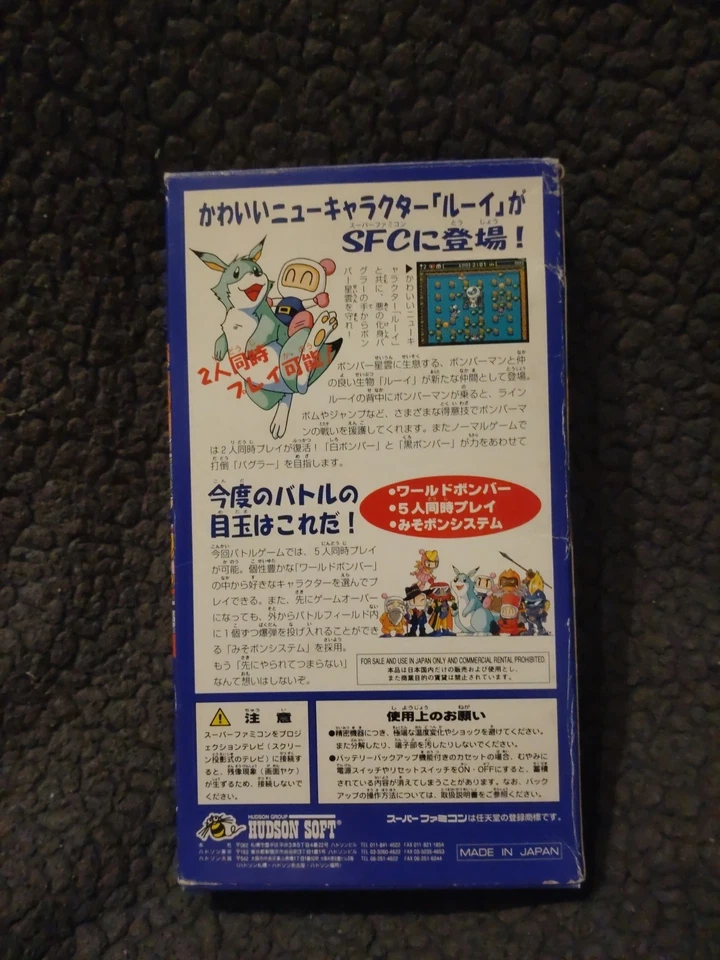 かわいいニューキャラクター「ルーイ」が
スーパーファミコン とうじょう
SFCに登場！
▶かわいいニューキ
ャラクター「ルーイ」
と共に、悪の化身バ
グラーの手からボン
バー星雲を守れ！
2人同時
プレイ可能！
ボンバー星雲に生息する、ボンバーマンと仲
の良い生物「ルーイ」が新たな仲間として登場。
ルーイの背中にボンバーマンが乗ると、ライン
ボムやジャンプなど、さまざまな得意技でボンバーマ
ンの戦いを援護してくれます。またノーマルゲームで
は2人同時プレイが復活！「白ボンバー」と「黒ボンバー」が力をあわせて
打倒「バグラー」を目指します。
今度のバトルの
目玉はこれだ！
●ワールドボンバー
●5人同時プレイ
●みそボンシステム
今回バトルゲームでは、5人同時プレイ
が可能。個性豊かな「ワールドボンバー」
の中から好きなキャラクターを選んでプ
レイできる。また、先にゲームオーバー
になっても、外からバトルフィールド内
に1個ずつ爆弾を投げ入れることができ
る「みそボンシステム」を採用。
もう「先にやられてつまらない」
なんて想いはしないぞ。
FOR SALE AND USE IN JAPAN ONLY AND COMMERCIAL RENTAL PROHIBITED.
本品は日本国内だけの販売および使用とし、
また商業目的の賃貸は禁止されています。
注意
スーパーファミコンをプロジ
ェクションテレビ（スクリー
ン投影式のテレビ）に接続す
ると、残像現象（画面ヤケ）
が生ずるため、接続しないで
ください。
使用上のお願い
●精密機器につき、極端な温度変化やショックを避けてください。
また分解したり、端子部を汚したりしないでください。
●バッテリーバックアップ機能付きのカセットの場合、むやみに
電源スイッチやリセットスイッチをON・OFFにすると、蓄積
されている内容が消えてしまうことがあります。なお、バック
アップの操作方法については、取扱説明書をご参照ください。
HUDSON GROUP
HUDSON SOFT®
スーパーファミコンは任天堂の登録商標です。
MADE IN JAPAN